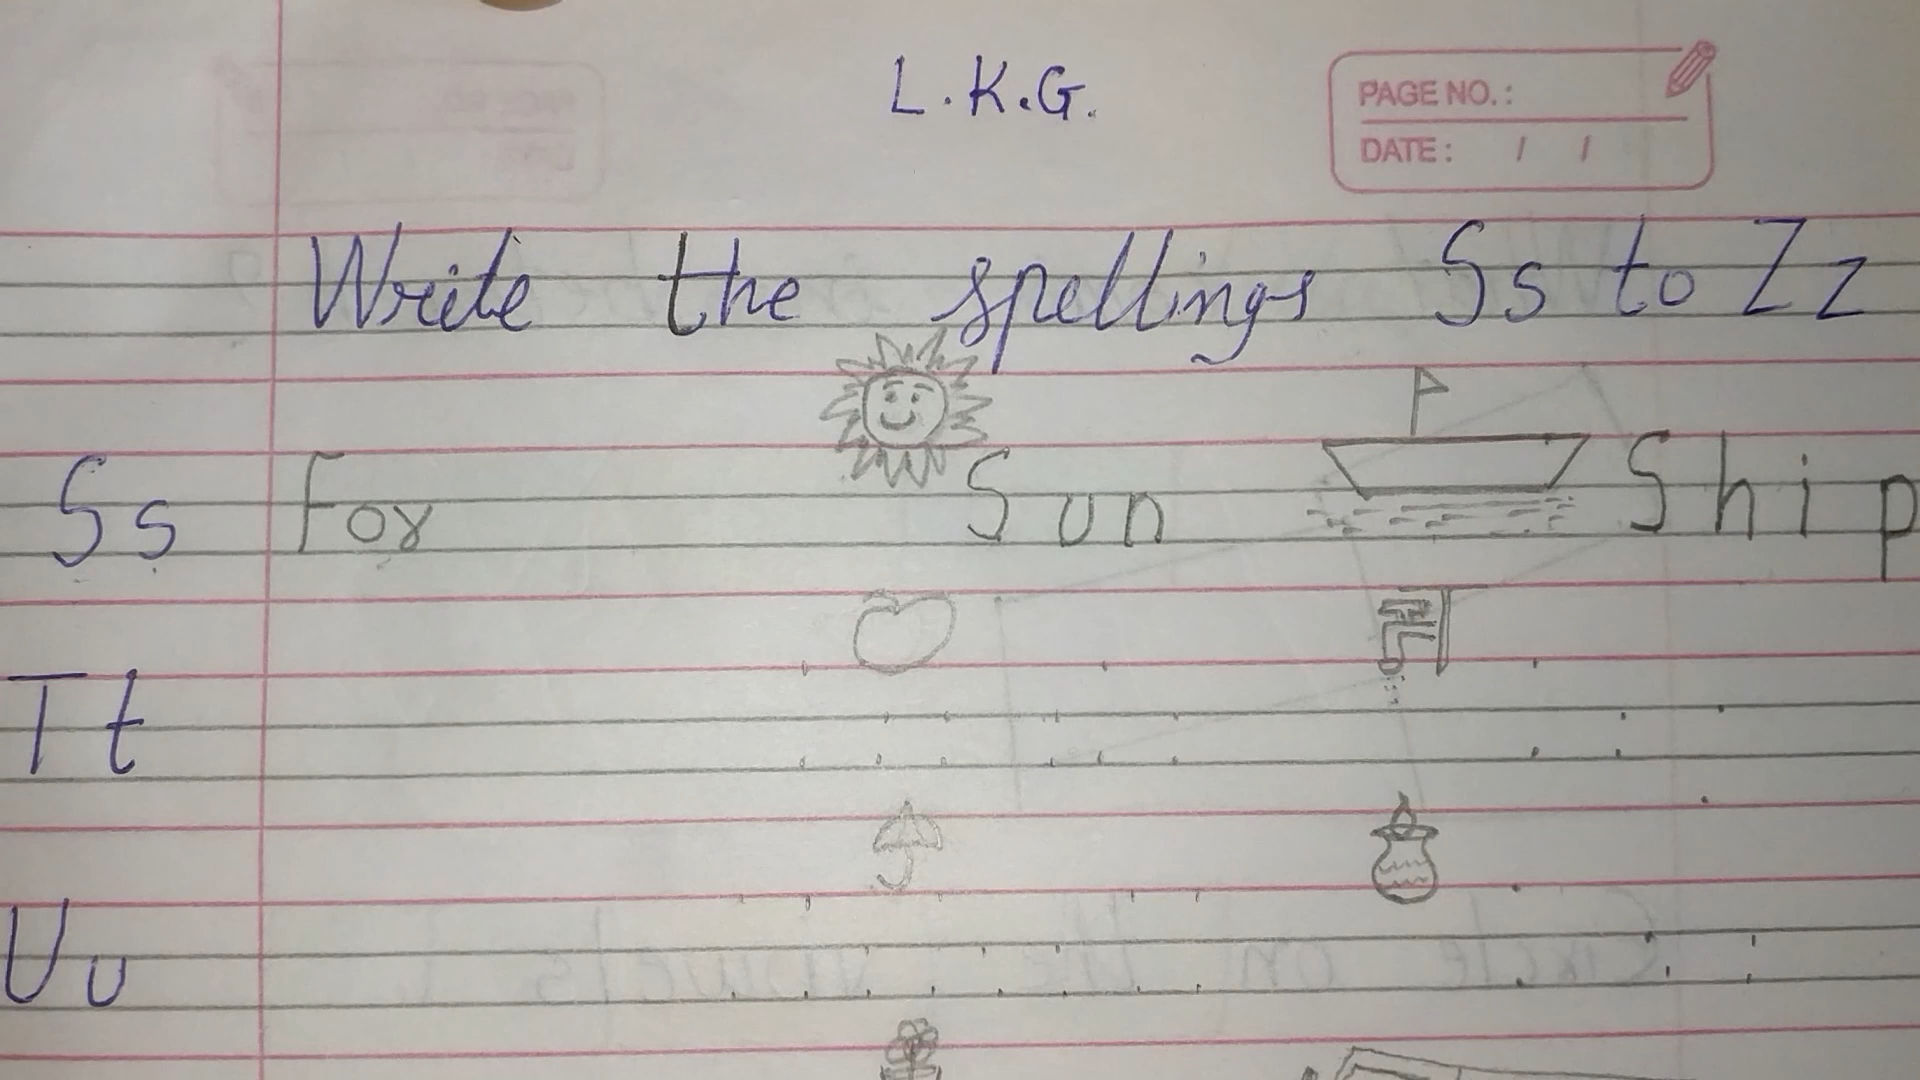 L.K.G.
PAGE NO.:
DATE: / /
Write the spellings Ss to Zz
Ss For Sun Ship
Tt
Uu